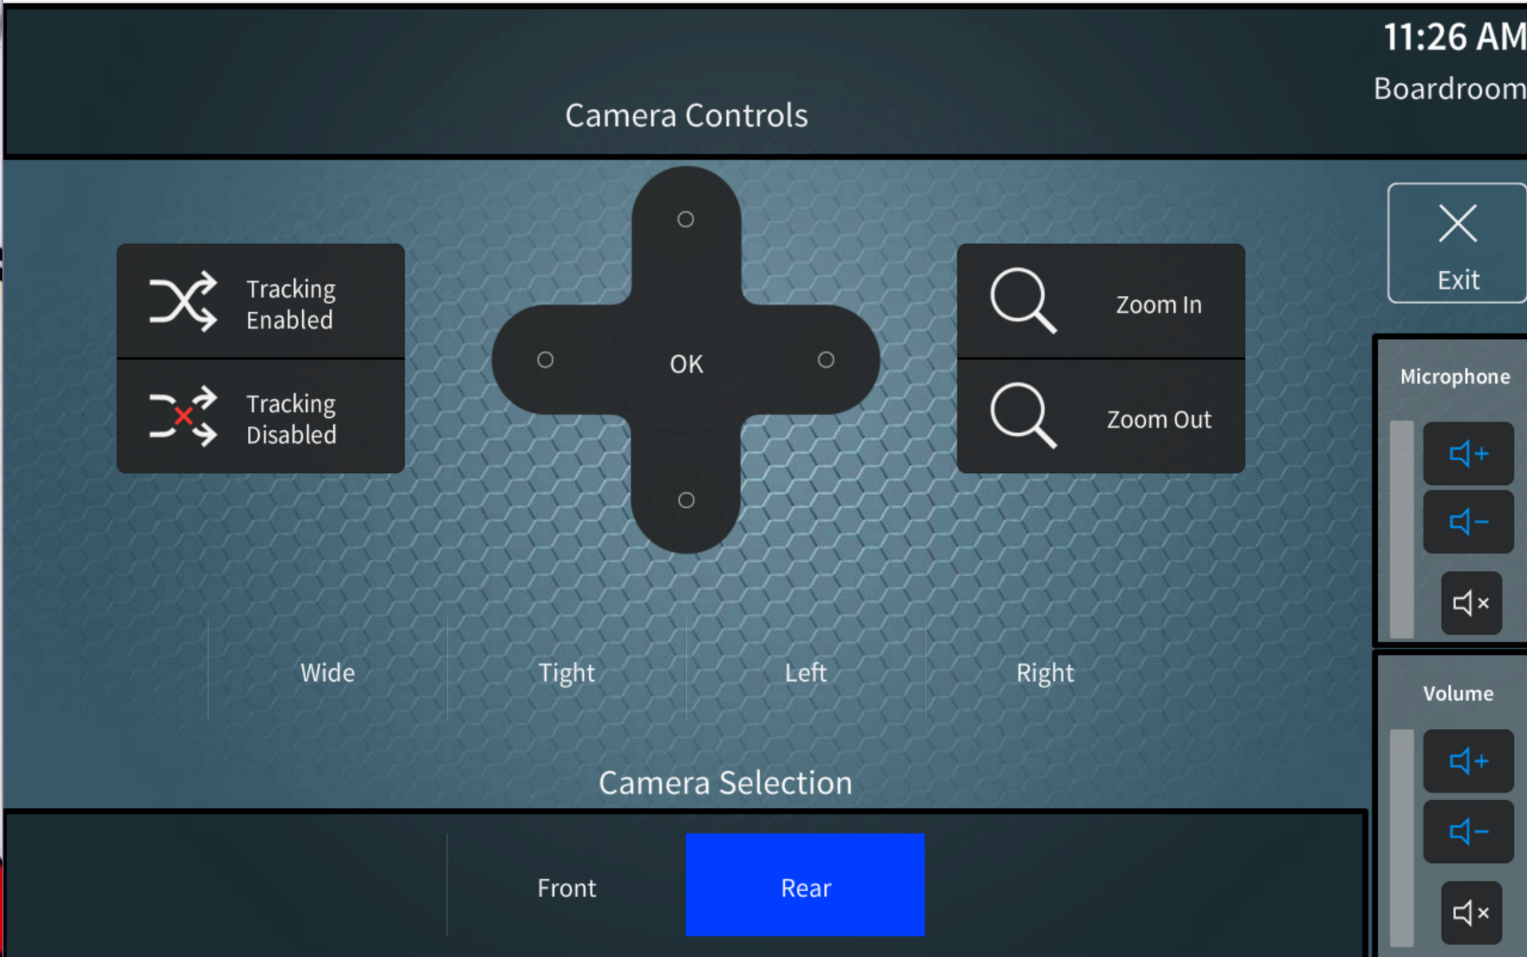 11:26 AM
Boardroom
Camera Controls
Tracking
Enabled
Tracking
Disabled
OK
Zoom In
Zoom Out
Exit
Microphone
Wide
Tight
Left
Right
Volume
Camera Selection
Front
Rear